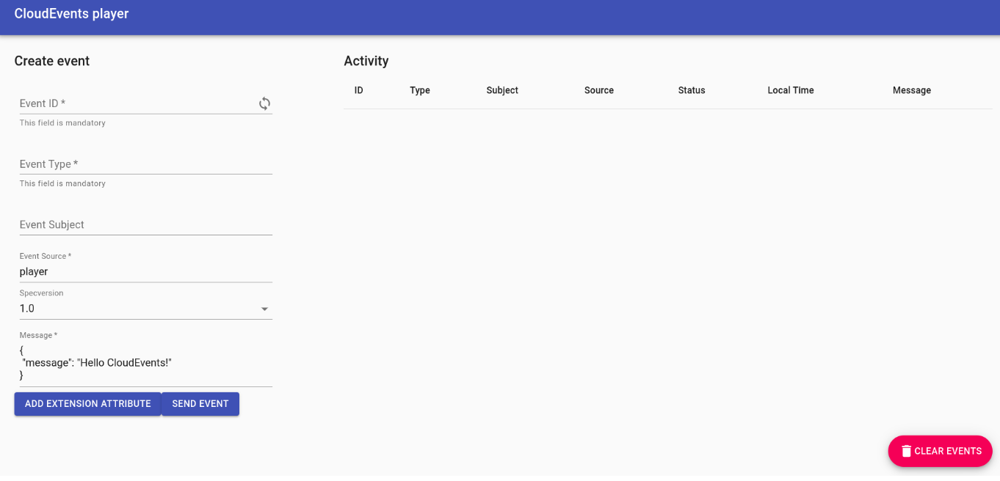 CloudEvents player
Create event
Event ID *
This field is mandatory
Event Type *
This field is mandatory
Event Subject
Event Source *
player
Specversion
1.0
Message *
{
"message": "Hello CloudEvents!"
}
ADD EXTENSION ATTRIBUTE SEND EVENT
Activity
ID Type Subject Source Status Local Time Message
CLEAR EVENTS